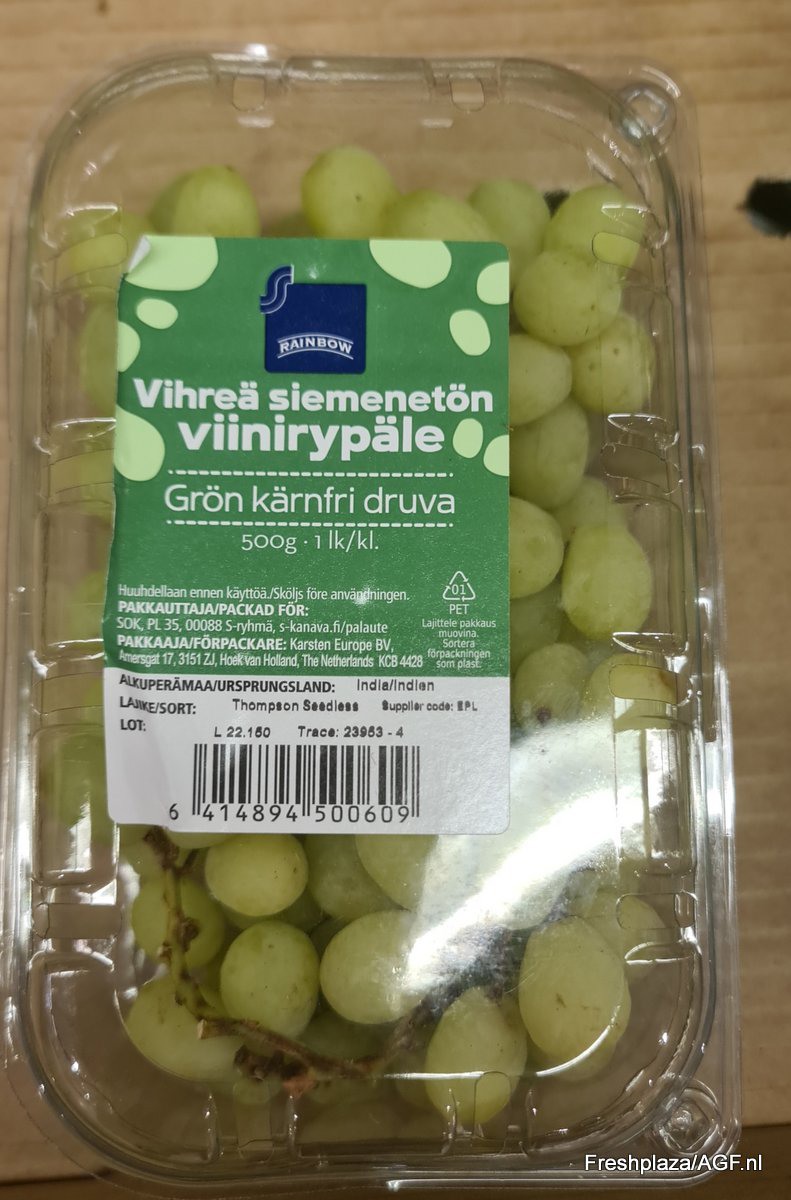 RAINBOW
Vihreä siemenetön
viinirypäle
Grön kärnfri druva
500g · 1 lk/kl.
Huuhdellaan ennen käyttöä./Sköljs före användningen.
PAKKAUTTAJA/PACKAD FÖR:
SOK, PL 35, 00088 S-ryhmä, s-kanava.fi/palaute
PAKKAAJA/FÖRPACKARE: Karsten Europe BV,
Amersgat 17, 3151 ZJ, Hoek van Holland, The Netherlands KCB 4428
01
PET
Lajittele pakkaus
muovina.
Sortera
förpackningen
som plast.
ALKUPERÄMAA/URSPRUNGSLAND: India/Indien
LAJIKE/SORT: Thompson Seedless Supplier code: EPL
LOT: L 22.150 Trace: 23953 - 4
6 414894 500609
Freshplaza/AGF.nl